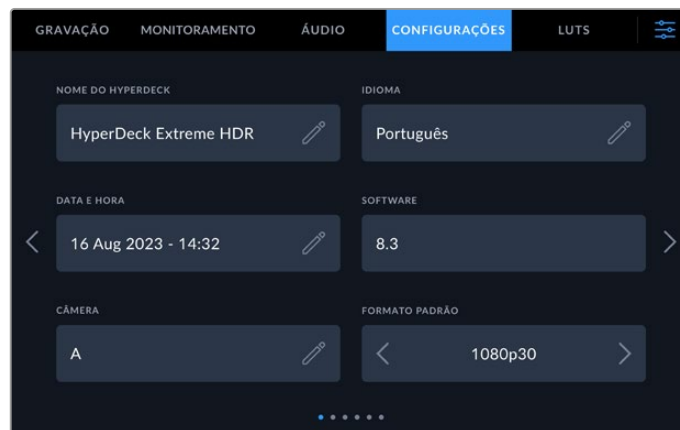 GRAVAÇÃO MONITORAMENTO ÁUDIO CONFIGURAÇÕES LUTS
NOME DO HYPERDECK IDIOMA
HyperDeck Extreme HDR Português
DATA E HORA SOFTWARE
16 Aug 2023 - 14:32 8.3
CÂMERA FORMATO PADRÃO
A 1080p30